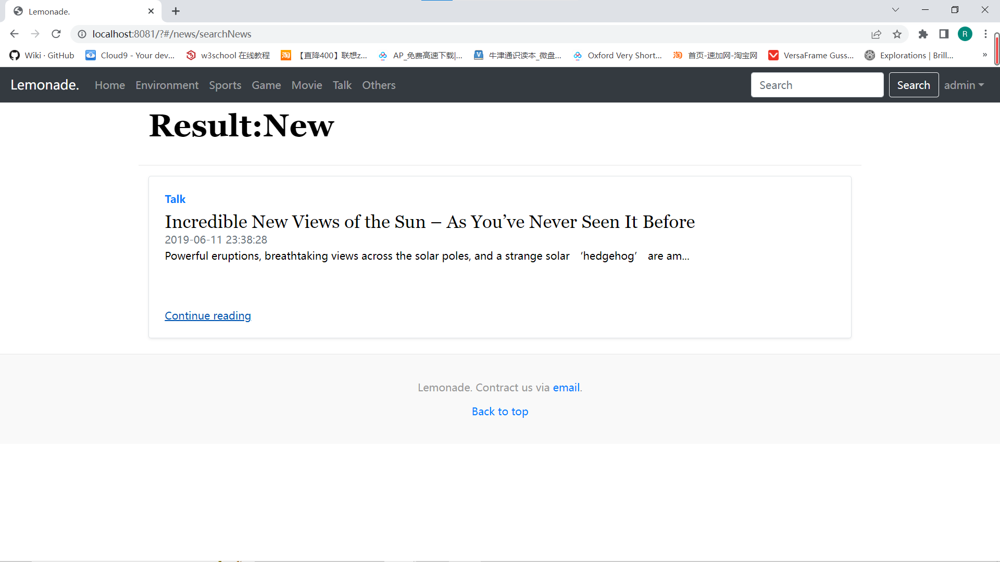 Lemonade.
localhost:8081/?#/news/searchNews
R
Wiki · GitHub Cloud9 - Your dev... w3school 在线教程 【直降400】联想z... AP_免费高速下载|... 牛津通识读本_微盘... Oxford Very Short... 首页-速加网-淘宝网 VersaFrame Guss... Explorations | Brill... »
Lemonade. Home Environment Sports Game Movie Talk Others Search Search admin
Result:New
Talk
Incredible New Views of the Sun – As You’ve Never Seen It Before
2019-06-11 23:38:28
Powerful eruptions, breathtaking views across the solar poles, and a strange solar ‘hedgehog’ are am...
Continue reading
Lemonade. Contract us via email.
Back to top